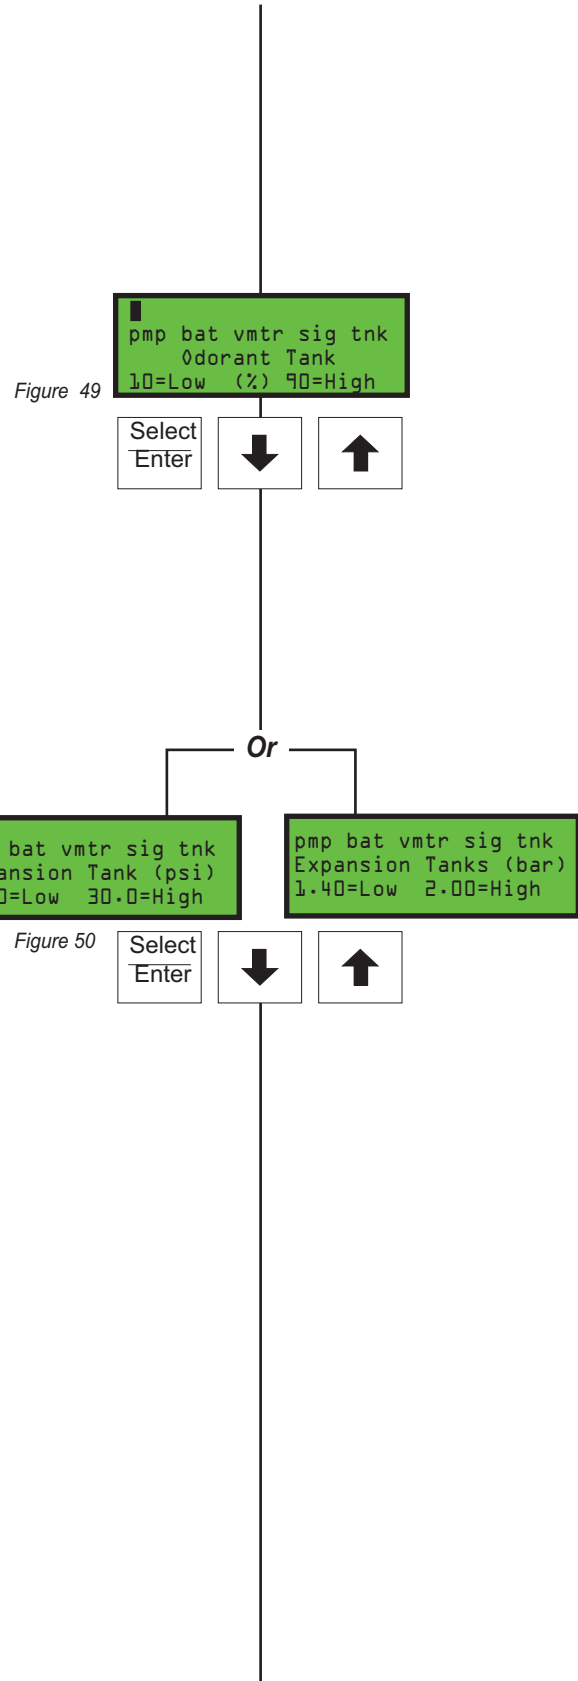 pmp bat vmtr sig tnk
Odorant Tank
10=Low (%) 90=High
Figure 49
Select
Enter
Or
bat vmtr sig tnk
Tank (psi)
30.0=High
pmp bat vmtr sig tnk
Expansion Tanks (bar)
1.40=Low 2.00=High
Figure 50
Select
Enter